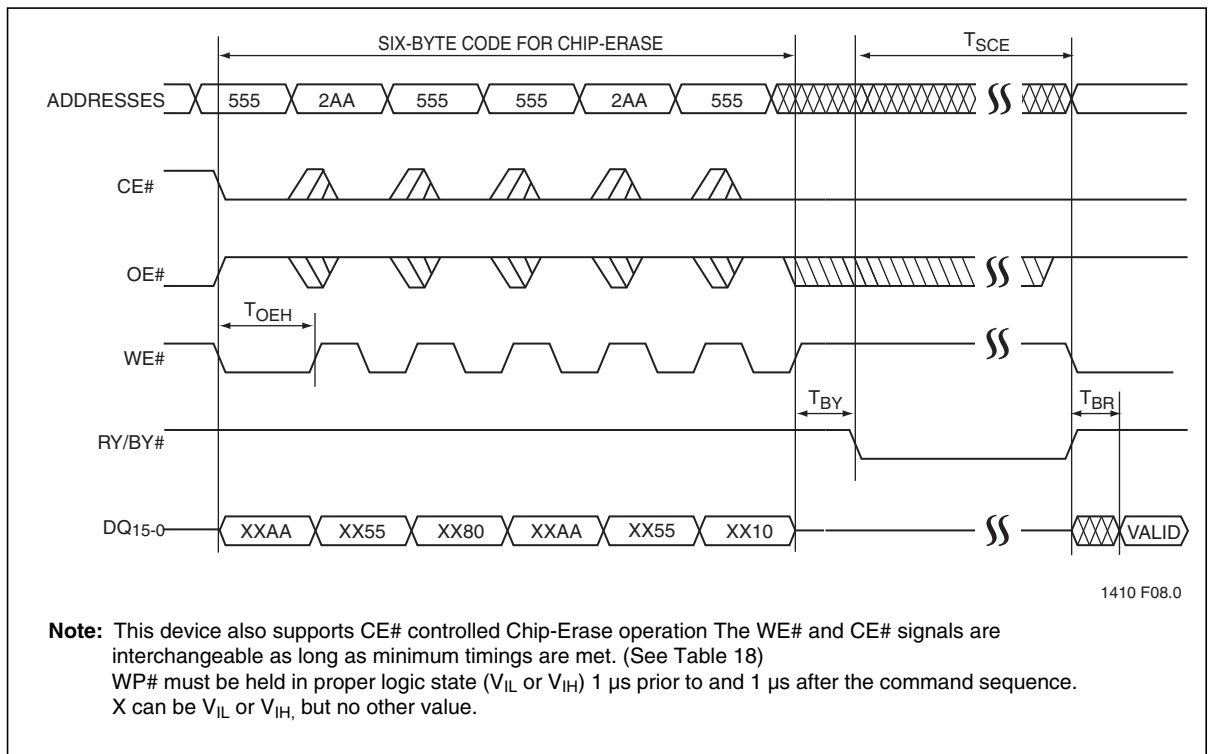 SIX-BYTE CODE FOR CHIP-ERASE
TSCE
ADDRESSES 555 2AA 555 555 2AA 555
CE#
OE#
TOEH
WE#
TBY TBR
RY/BY#
DQ15-0 XXAA XX55 XX80 XXAA XX55 XX10 VALID
1410 F08.0
Note: This device also supports CE# controlled Chip-Erase operation The WE# and CE# signals are
interchangeable as long as minimum timings are met. (See Table 18)
WP# must be held in proper logic state (VIL or VIH) 1 µs prior to and 1 µs after the command sequence.
X can be VIL or VIH, but no other value.